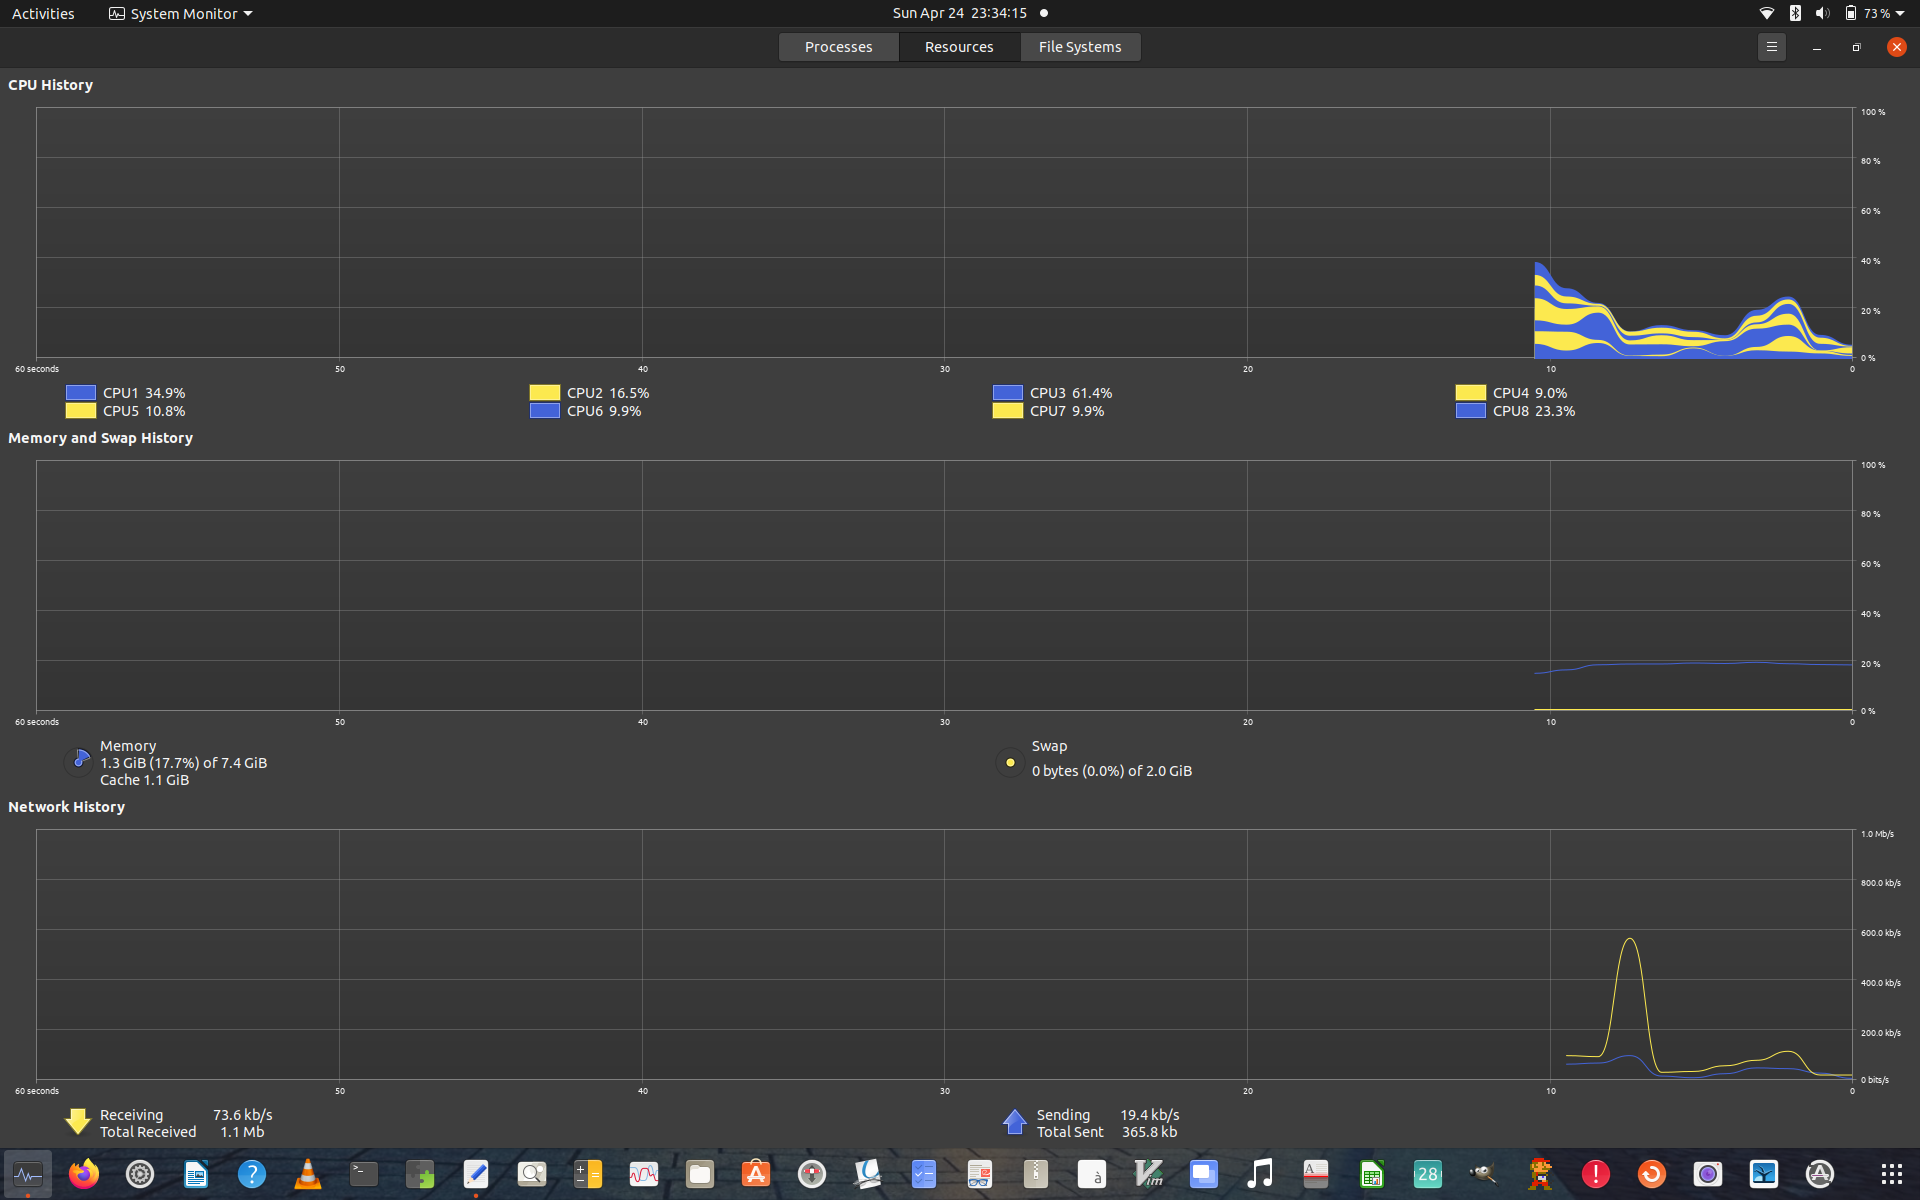 Activities System Monitor Sun Apr 24 23:34:15 73 %
Processes Resources File Systems
CPU History
100 %
80 %
60 %
40 %
20 %
0 %
60 seconds 50 40 30 20 10 0
CPU1 34.9% CPU2 16.5% CPU3 61.4% CPU4 9.0%
CPU5 10.8% CPU6 9.9% CPU7 9.9% CPU8 23.3%
Memory and Swap History
100 %
80 %
60 %
40 %
20 %
0 %
60 seconds 50 40 30 20 10 0
Memory
1.3 GiB (17.7%) of 7.4 GiB
Cache 1.1 GiB
Swap
0 bytes (0.0%) of 2.0 GiB
Network History
1.0 Mb/s
800.0 kb/s
600.0 kb/s
400.0 kb/s
200.0 kb/s
0 bits/s
60 seconds 50 40 30 20 10 0
Receiving 73.6 kb/s
Total Received 1.1 Mb
Sending 19.4 kb/s
Total Sent 365.8 kb
? >_ à Vim A 28 !